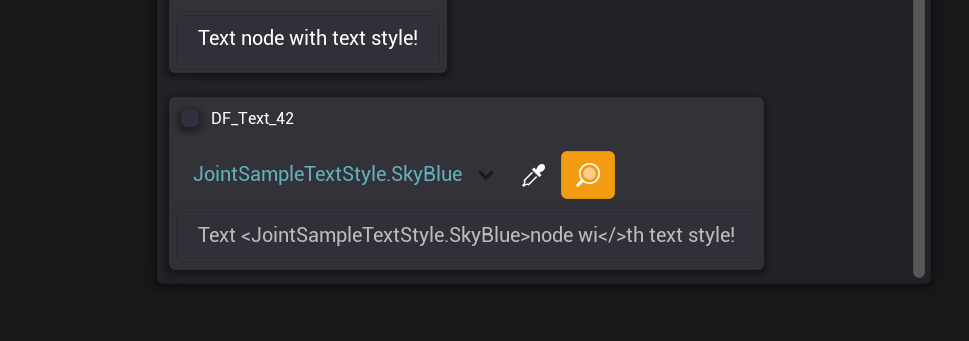 Text node with text style!
DF_Text_42
JointSampleTextStyle.SkyBlue
Text <JointSampleTextStyle.SkyBlue>node wi</>th text style!